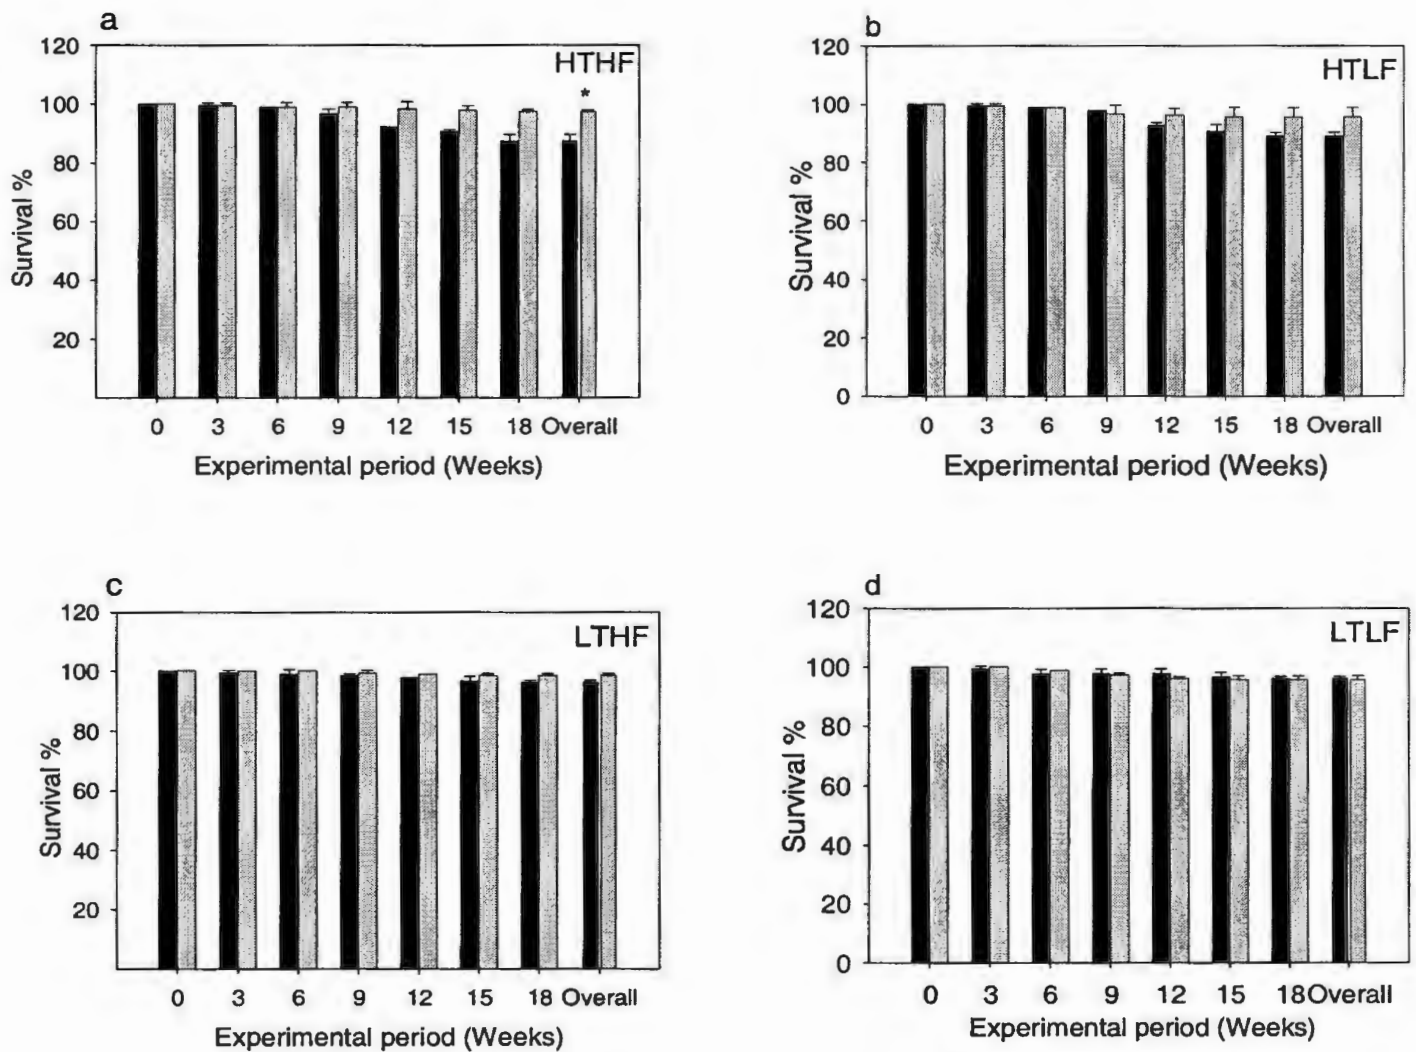 a
120
HTHF
100
*
80
60
40
20
Survival %
0 3 6 9 12 15 18 Overall
Experimental period (Weeks)
b
120
HTLF
100
80
60
40
20
0
Survival %
0 3 6 9 12 15 18 Overall
Experimental period (Weeks)
c
120
LTHF
100
80
60
40
20
Survival %
0 3 6 9 12 15 18 Overall
Experimental period (Weeks)
d
120
LTLF
100
80
60
40
20
0
Survival %
0 3 6 9 12 15 18 Overall
Experimental period (Weeks)